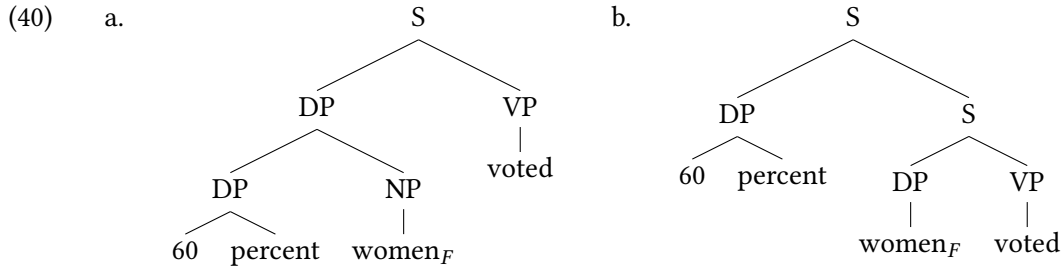 (40) a. S b. S
DP VP DP S
voted
DP NP 60 percent DP VP
60 percent women_F women_F voted